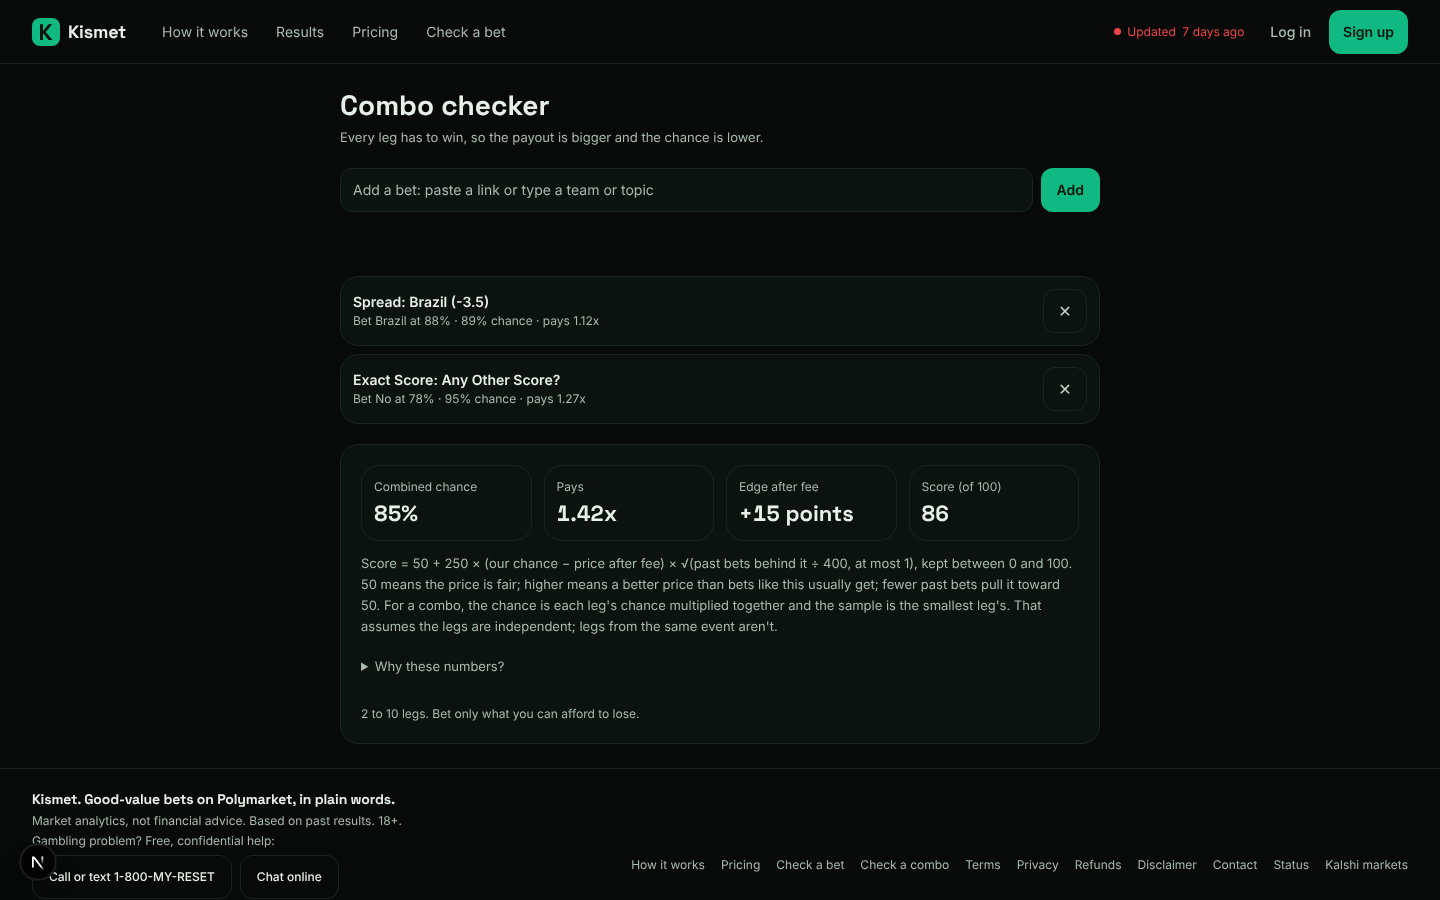 K Kismet How it works Results Pricing Check a bet Updated 7 days ago Log in Sign up
Combo checker
Every leg has to win, so the payout is bigger and the chance is lower.
Add a bet: paste a link or type a team or topic Add
Spread: Brazil (-3.5)
Bet Brazil at 88% · 89% chance · pays 1.12x
✕
Exact Score: Any Other Score?
Bet No at 78% · 95% chance · pays 1.27x
✕
Combined chance
85%
Pays
1.42x
Edge after fee
+15 points
Score (of 100)
86
Score = 50 + 250 × (our chance − price after fee) × √(past bets behind it ÷ 400, at most 1), kept between 0 and 100.
50 means the price is fair; higher means a better price than bets like this usually get; fewer past bets pull it toward
50. For a combo, the chance is each leg's chance multiplied together and the sample is the smallest leg's. That
assumes the legs are independent; legs from the same event aren't.
Why these numbers?
2 to 10 legs. Bet only what you can afford to lose.
Kismet. Good-value bets on Polymarket, in plain words.
Market analytics, not financial advice. Based on past results. 18+.
Gambling problem? Free, confidential help:
N
Call or text 1-800-MY-RESET Chat online
How it works Pricing Check a bet Check a combo Terms Privacy Refunds Disclaimer Contact Status Kalshi markets